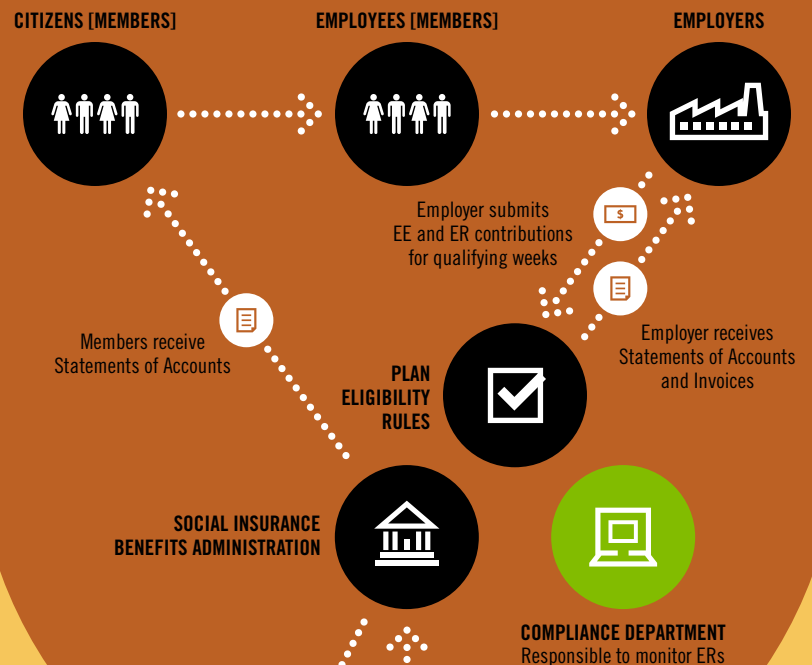 CITIZENS [MEMBERS]
EMPLOYEES [MEMBERS]
EMPLOYERS
$
Employer submits
EE and ER contributions
for qualifying weeks
Employer receives
Statements of Accounts
and Invoices
Members receive
Statements of Accounts
PLAN
ELIGIBILITY
RULES
SOCIAL INSURANCE
BENEFITS ADMINISTRATION
COMPLIANCE DEPARTMENT
Responsible to monitor ERs